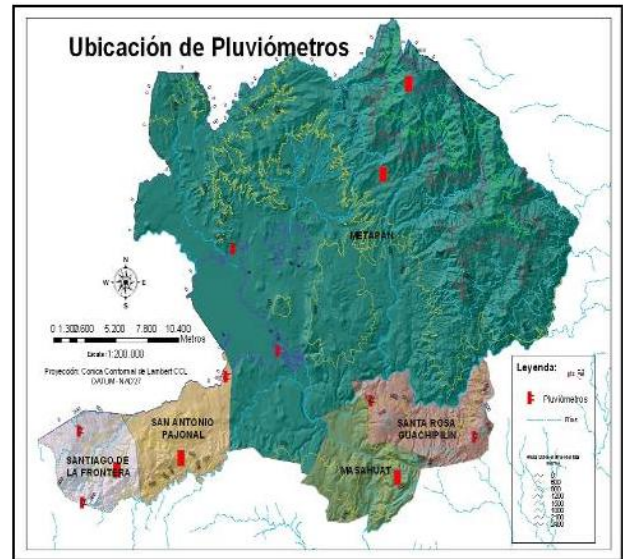 Ubicación de Pluviómetros
METAPAN
N
W E
S
0 1.300 2.600 5.200 7.800 10.400
Metros
Escala 1:200.000
Proyección: Conica Conformal de Lambert CCL
DATUM - NAD27
SAN ANTONIO
PAJONAL
SANTIAGO DE
LA FRONTERA
SANTA ROSA
GUACHIPILIN
MASAHUAT
Leyenda:
Pluviómetros
Rios
0